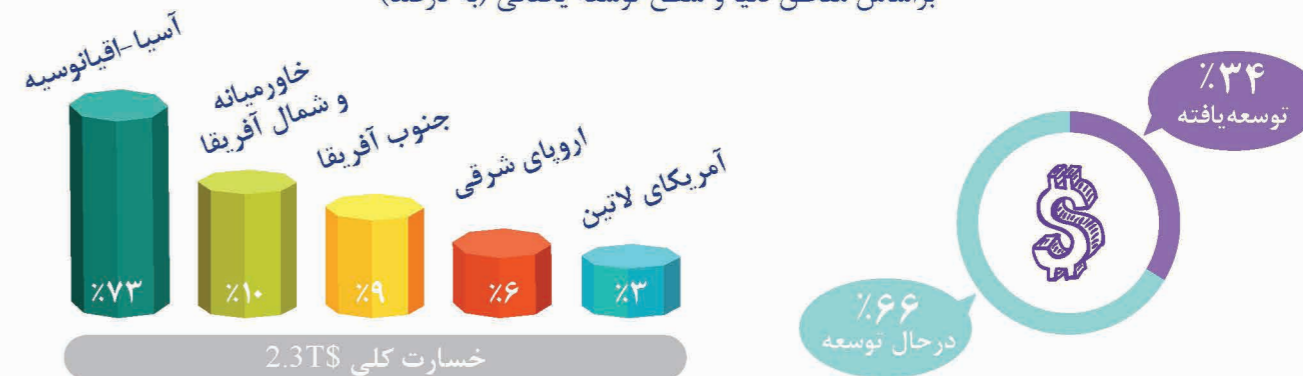 آسیا-اقیانوسیه
خاورمیانه
و شمال آفریقا
جنوب آفریقا
اروپای شرقی
آمریکای لاتین
٪۷۳
٪۱۰
٪۹
٪۶
٪۳
خسارت کلی 2.3T$
٪۳۴
توسعه‌یافته
٪۶۶
درحال توسعه